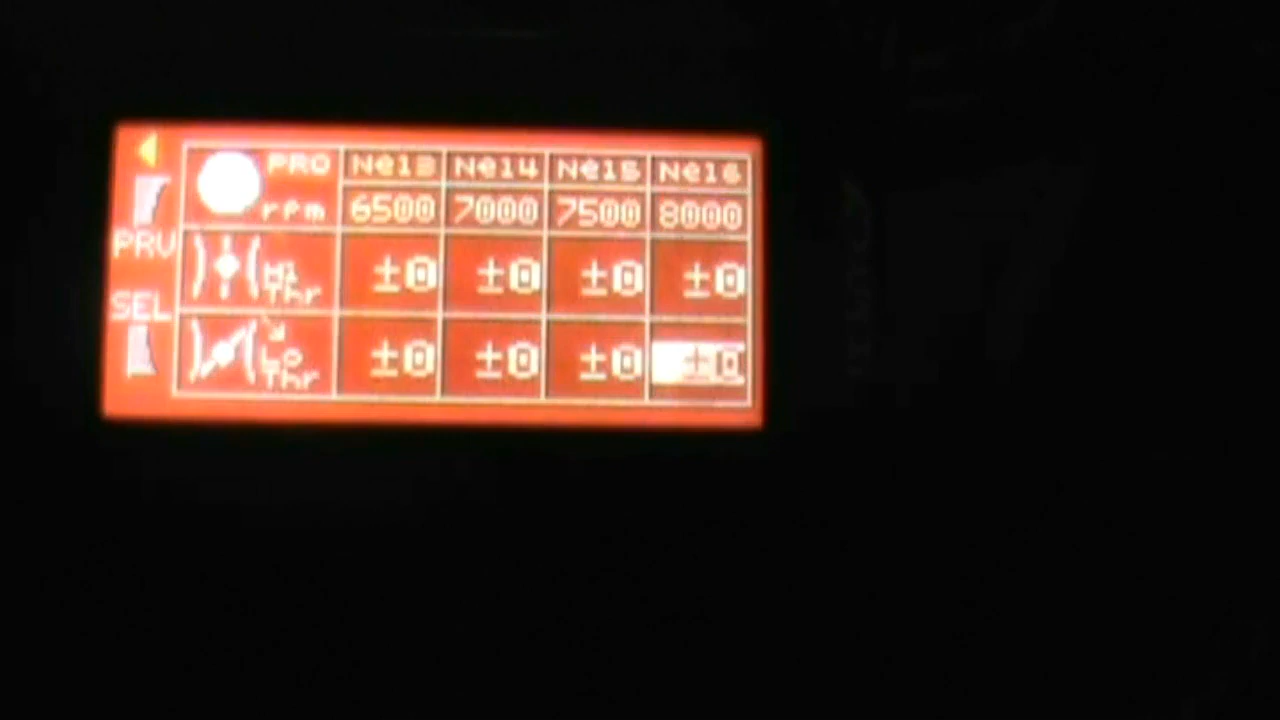 PRO Ne13 Ne14 Ne15 Ne16
rpm 6500 7000 7500 8000
PRV
Hi Thr ±0 ±0 ±0 ±0
SEL
Lo Thr ±0 ±0 ±0 ±0